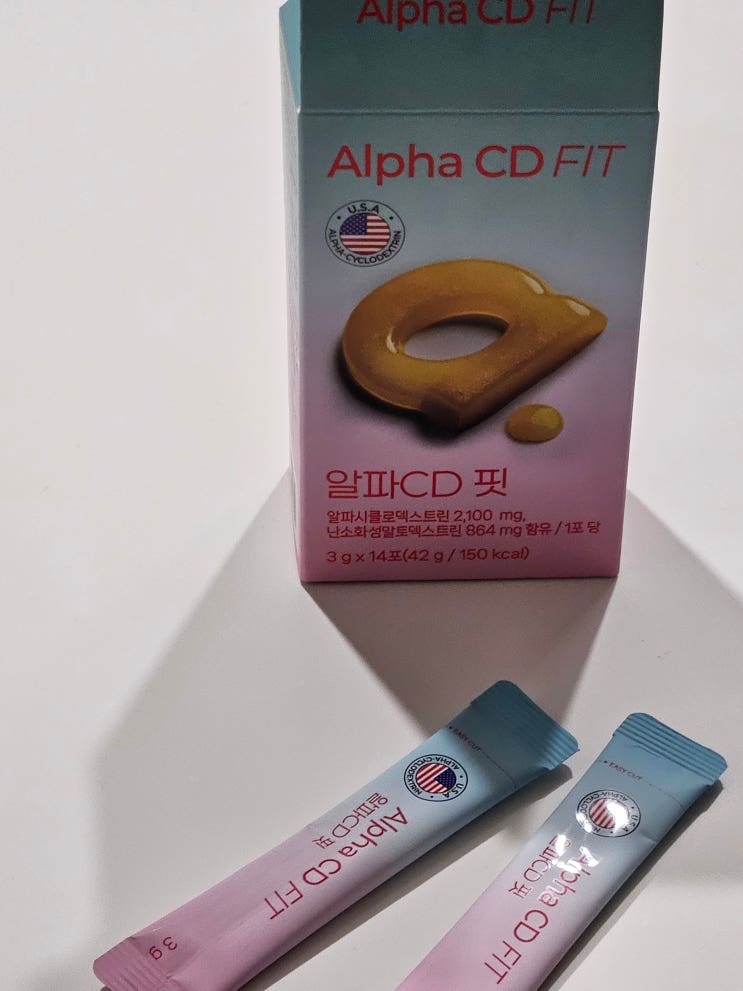 Alpha CD FIT
Alpha CD FIT
U.S.A
ALPHA-CYCLODEXTRIN
알파CD 핏
알파시클로덱스트린 2,100 mg,
난소화성말토덱스트린 864 mg 함유 / 1포 당
3 g x 14포(42 g / 150 kcal)
EASY CUT
U.S.A
ALPHA-CYCLODEXTRIN
알파CD 핏
Alpha CD FIT
3 g
EASY CUT
U.S.A
ALPHA-CYCLODEXTRIN
알파CD 핏
Alpha CD FIT